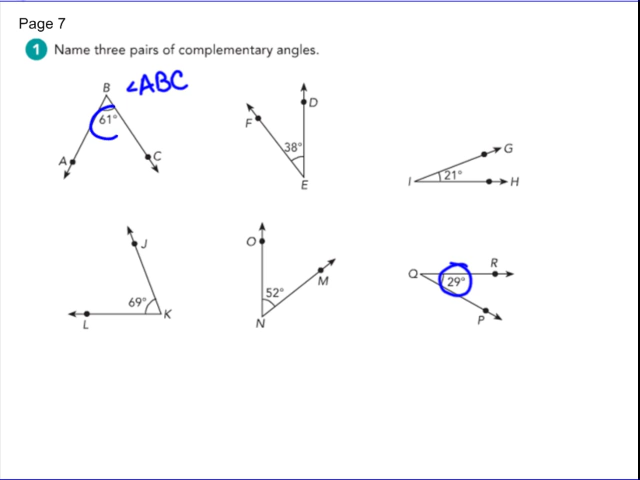 Page 7
1 Name three pairs of complementary angles.
B ∠ABC
61°
A C
D
F
38°
E
G
I 21° H
J
69°
K
L
O
M
52°
N
R
Q 29°
P